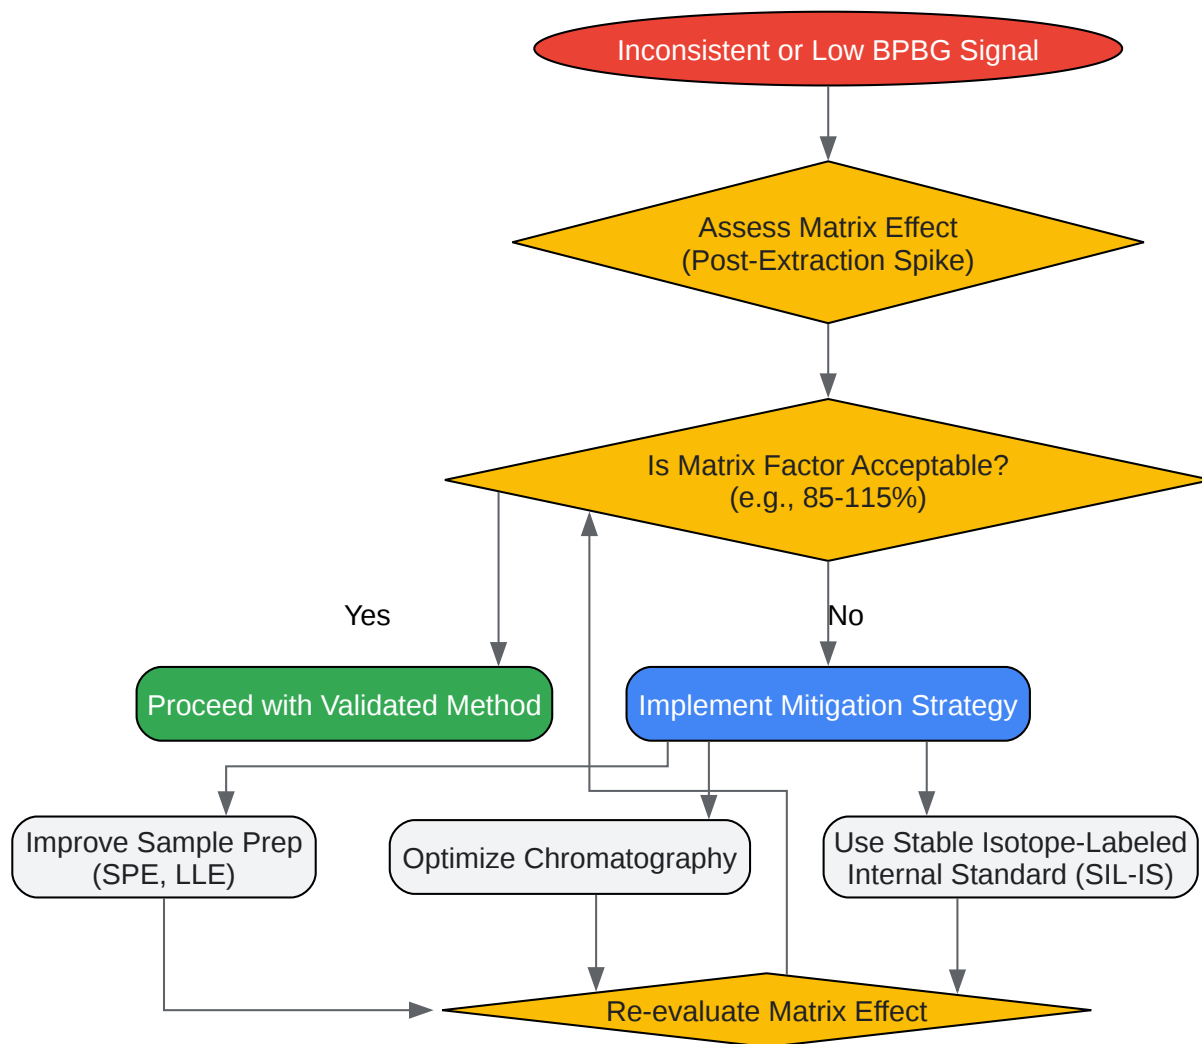 Inconsistent or Low BPBG Signal
Assess Matrix Effect
(Post-Extraction Spike)
Is Matrix Factor Acceptable?
(e.g., 85-115%)
Yes
No
Proceed with Validated Method
Implement Mitigation Strategy
Improve Sample Prep
(SPE, LLE)
Optimize Chromatography
Use Stable Isotope-Labeled
Internal Standard (SIL-IS)
Re-evaluate Matrix Effect